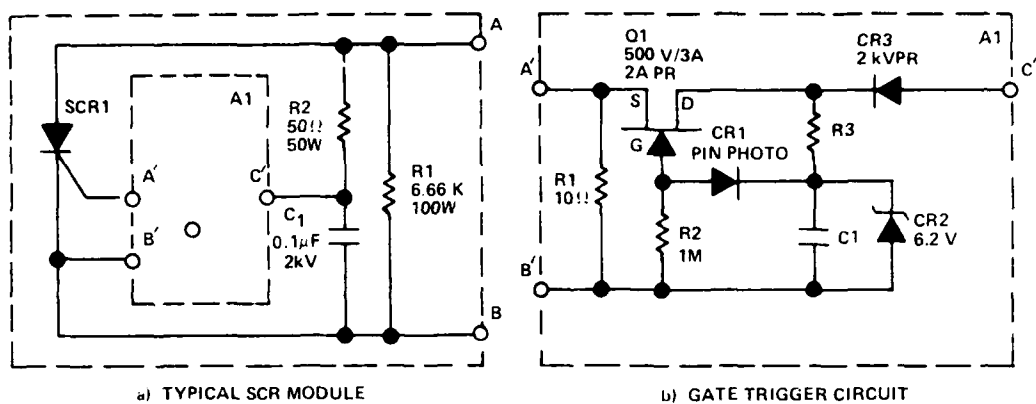 A
SCR1
A1
R2
50Ω
50W
A'
C'
R1
6.66 K
100W
B'
C1
0.1μF
2kV
B
a) TYPICAL SCR MODULE
Q1
500 V/3A
2A PR
CR3
2 kVPR
A1
A'
C'
S
D
G
CR1
PIN PHOTO
R3
R1
10Ω
R2
1M
C1
CR2
6.2 V
B'
b) GATE TRIGGER CIRCUIT